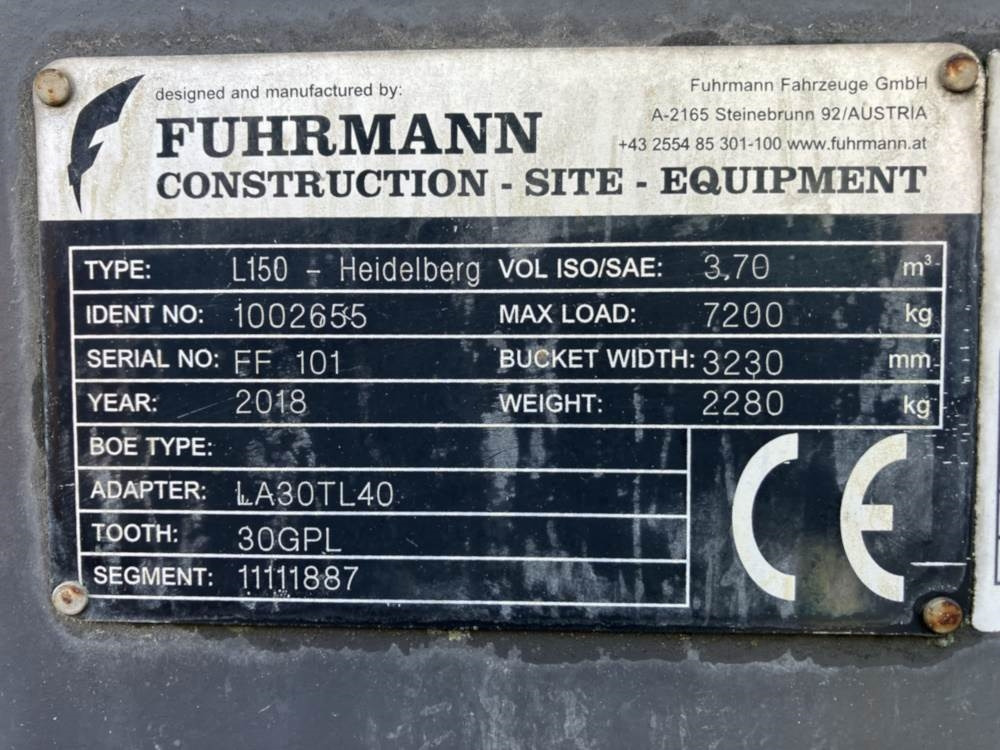 designed and manufactured by:
FUHRMANN
CONSTRUCTION - SITE - EQUIPMENT
Fuhrmann Fahrzeuge GmbH
A-2165 Steinebrunn 92/AUSTRIA
+43 2554 85 301-100 www.fuhrmann.at
TYPE: L150 - Heidelberg VOL ISO/SAE: 3,70 m³
IDENT NO: 1002655 MAX LOAD: 7200 kg
SERIAL NO: FF 101 BUCKET WIDTH: 3230 mm
YEAR: 2018 WEIGHT: 2280 kg
BOE TYPE:
ADAPTER: LA30TL40
TOOTH: 30GPL
SEGMENT: 11111887
CE